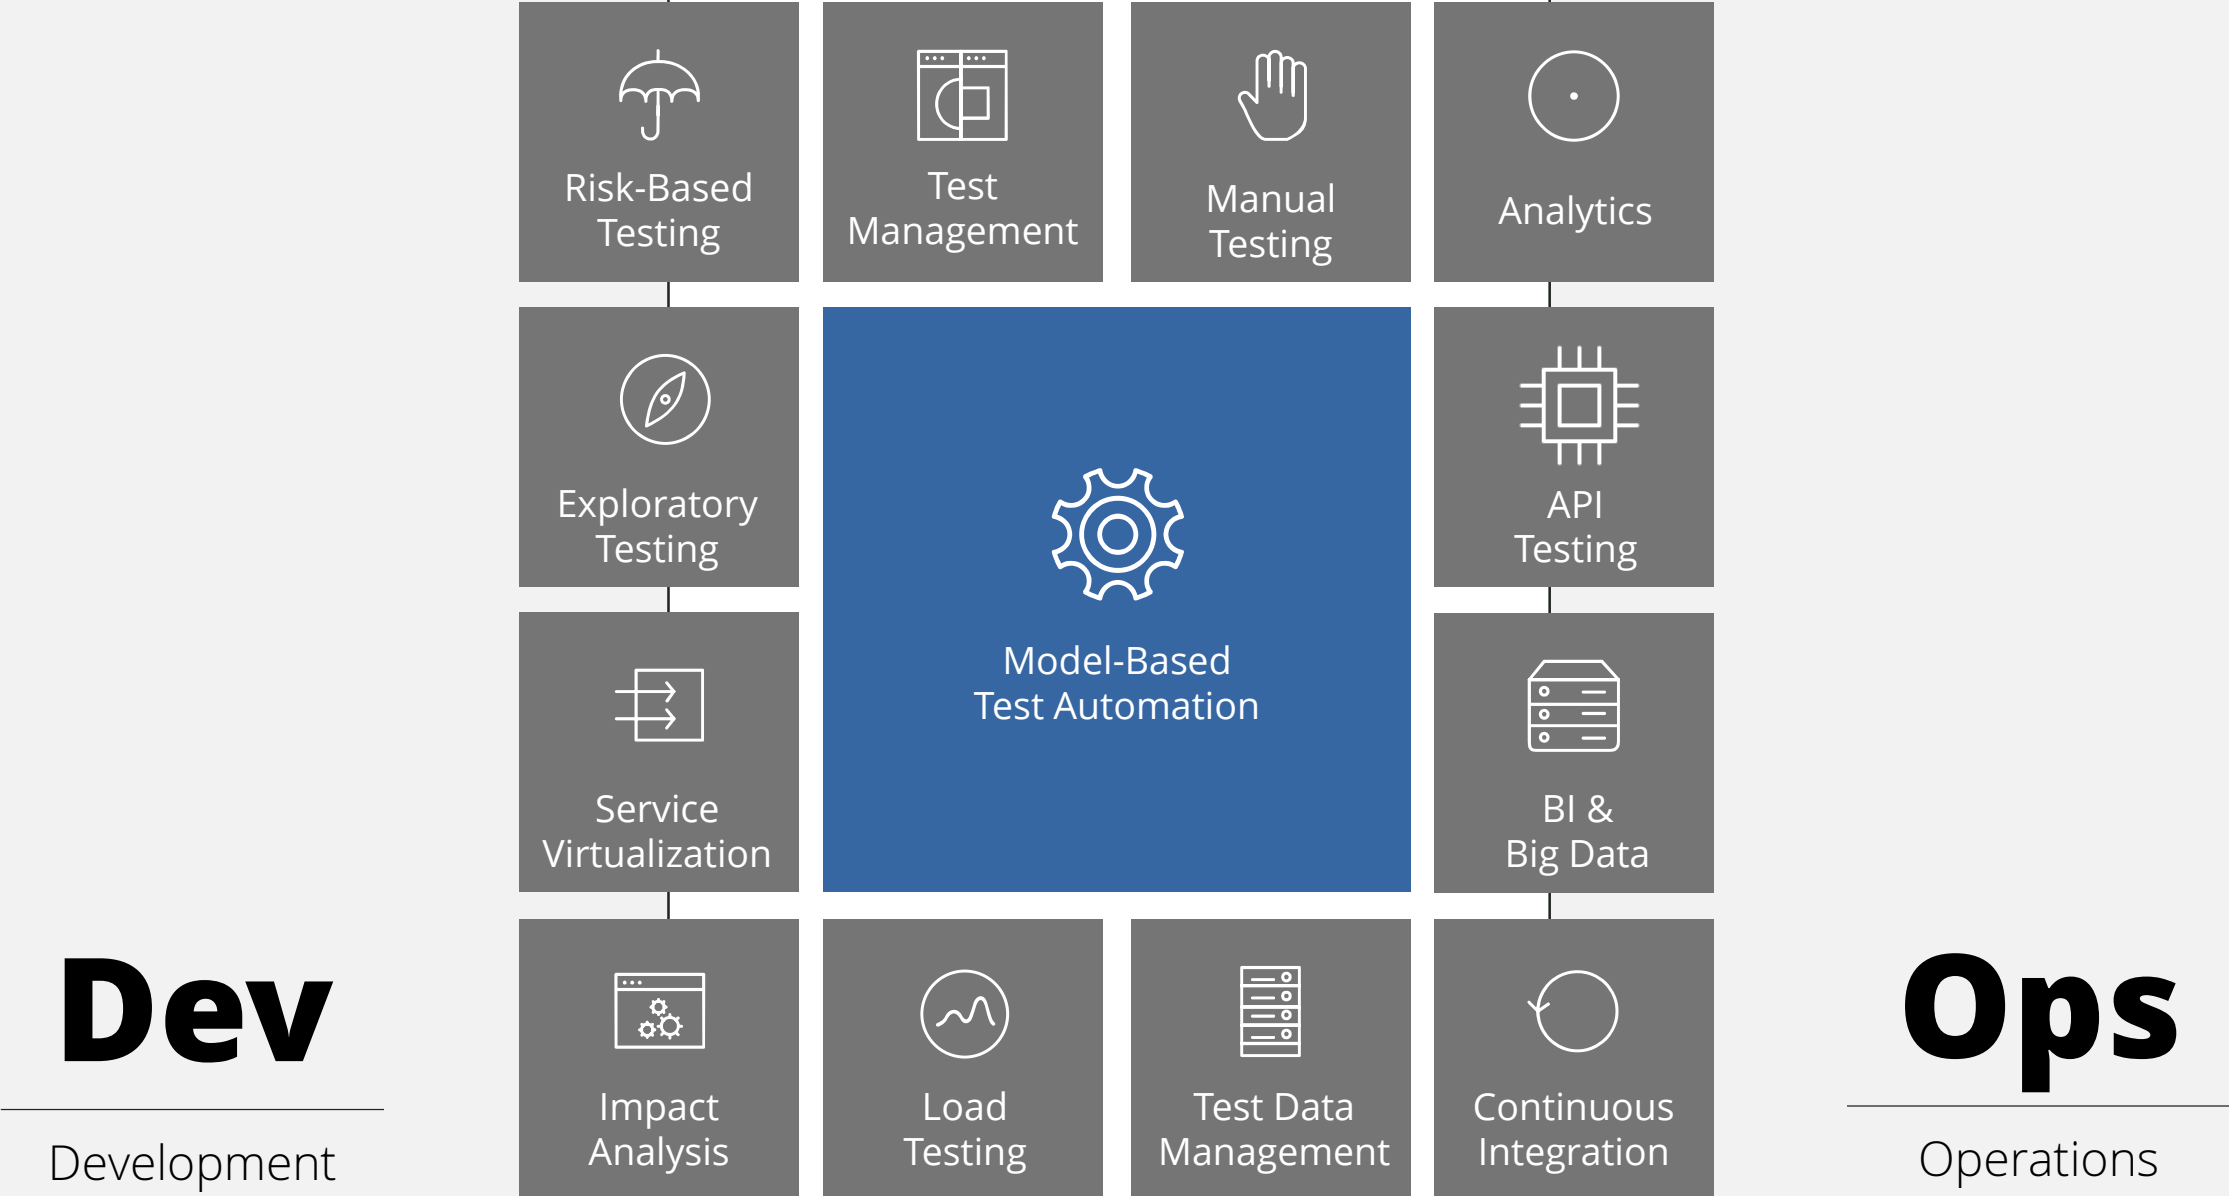 Risk-Based
Testing
Test
Management
Manual
Testing
Analytics
Exploratory
Testing
Model-Based
Test Automation
API
Testing
Service
Virtualization
BI &
Big Data
Impact
Analysis
Load
Testing
Test Data
Management
Continuous
Integration
Dev
Development
Ops
Operations